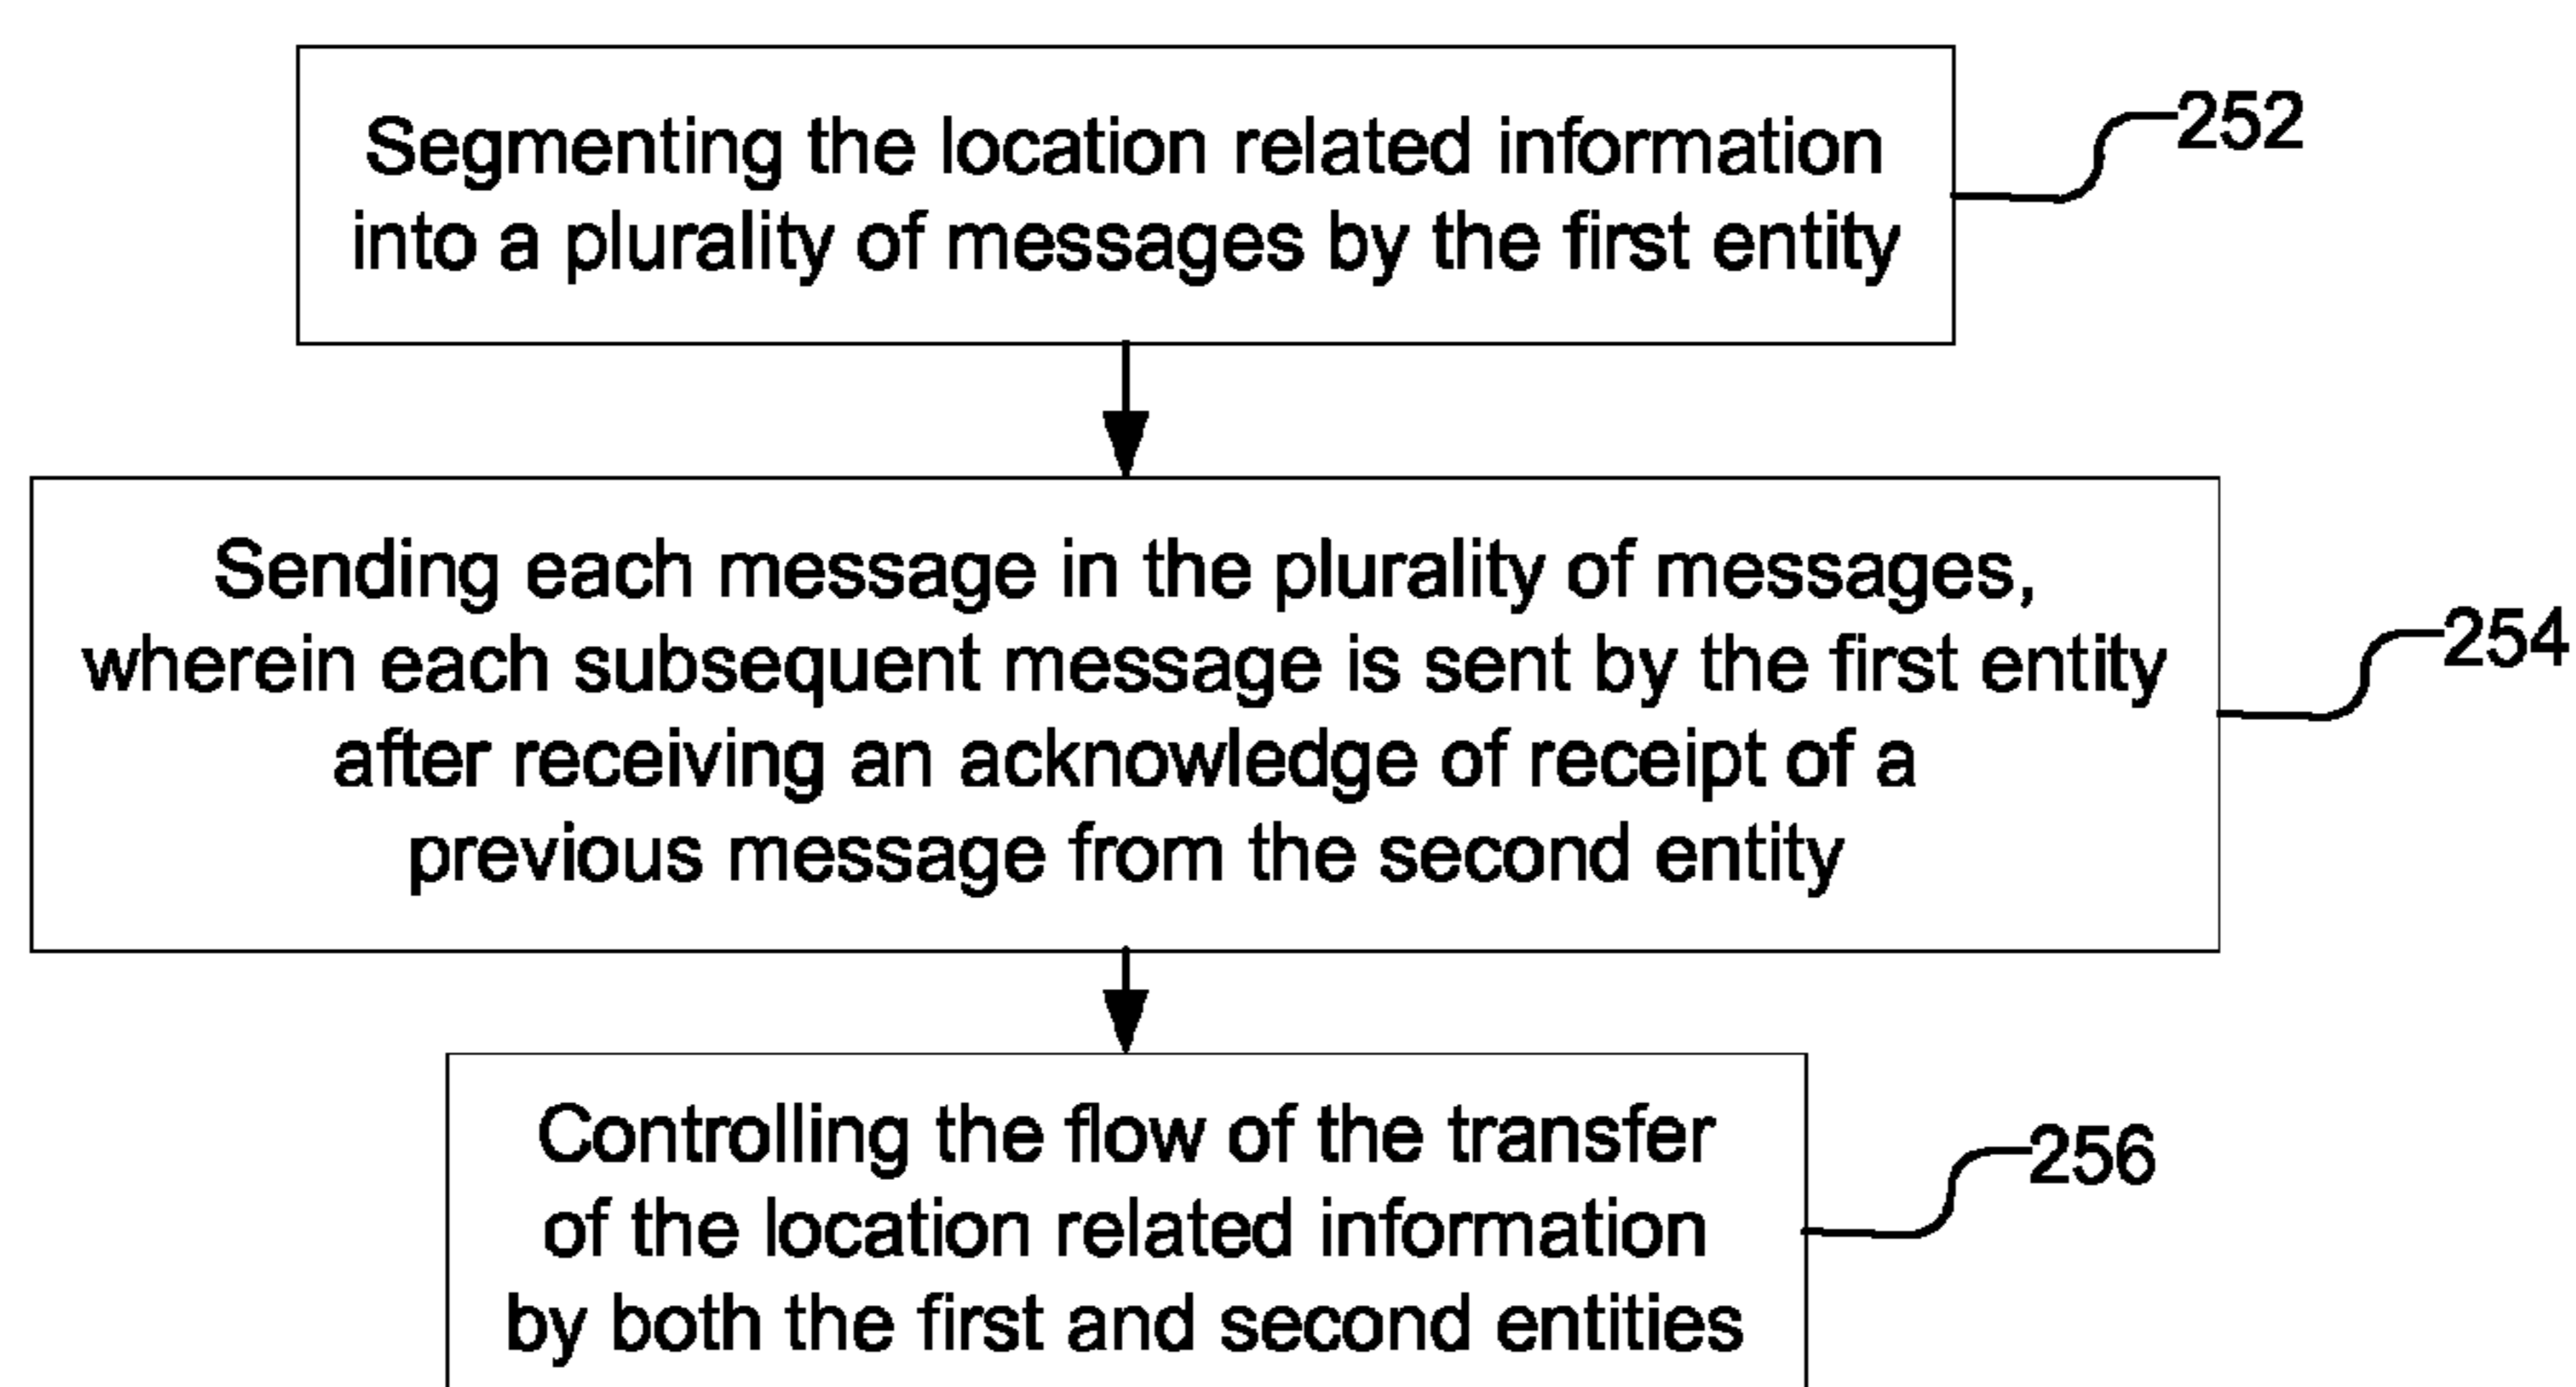 Segmenting the location related information
252
into a plurality of messages by the first entity
Sending each message in the plurality of messages,
wherein each subsequent message is sent by the first entity
254
after receiving an acknowledge of receipt of a
previous message from the second entity
Controlling the flow of the transfer
256
of the location related information
by both the first and second entities